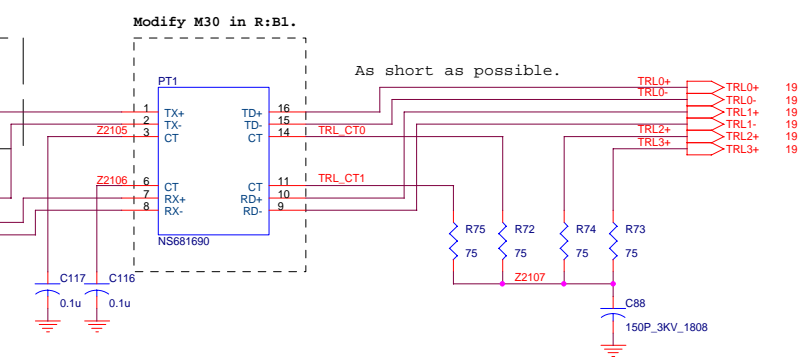 Modify M30 in R:B1.
As short as possible.
PT1
1 TX+ TD+ 16
2 TX- TD- 15
Z2105 3 CT CT 14 TRL_CT0
Z2106 6 CT CT 11 TRL_CT1
7 RX+ RD+ 10
8 RX- RD- 9
NS681690
TRL0+ TRL0+ 19
TRL0- TRL0- 19
TRL1+ 19
TRL1- 19
TRL2+ TRL2+ 19
TRL3+ TRL3+ 19
R75 R72 R74 R73
75 75 75 75
Z2107
C117 C116
0.1u 0.1u
C88
150P_3KV_1808